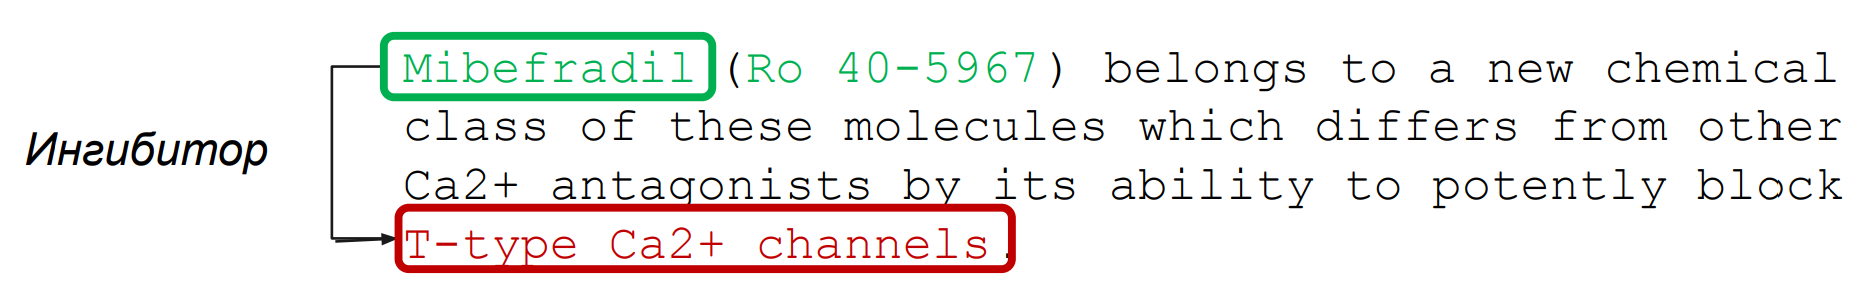 Ингибитор
Mibefradil (Ro 40-5967) belongs to a new chemical
class of these molecules which differs from other
Ca2+ antagonists by its ability to potently block
T-type Ca2+ channels.